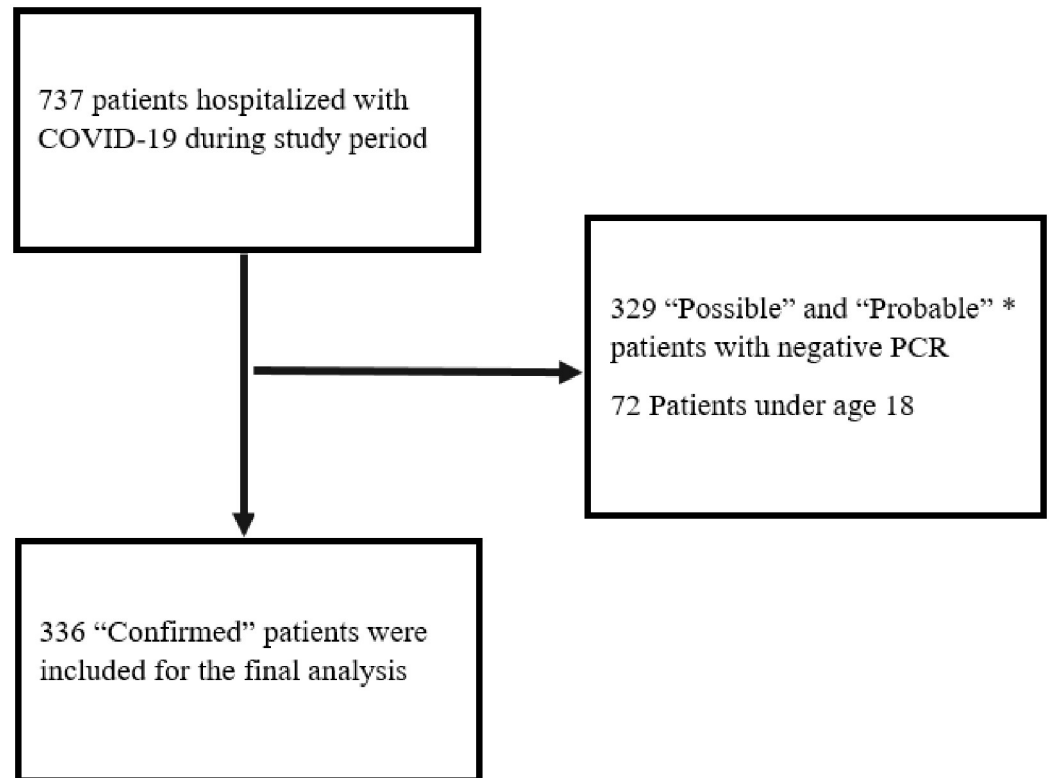 737 patients hospitalized with
COVID-19 during study period
329 “Possible” and “Probable” *
patients with negative PCR
72 Patients under age 18
336 “Confirmed” patients were
included for the final analysis